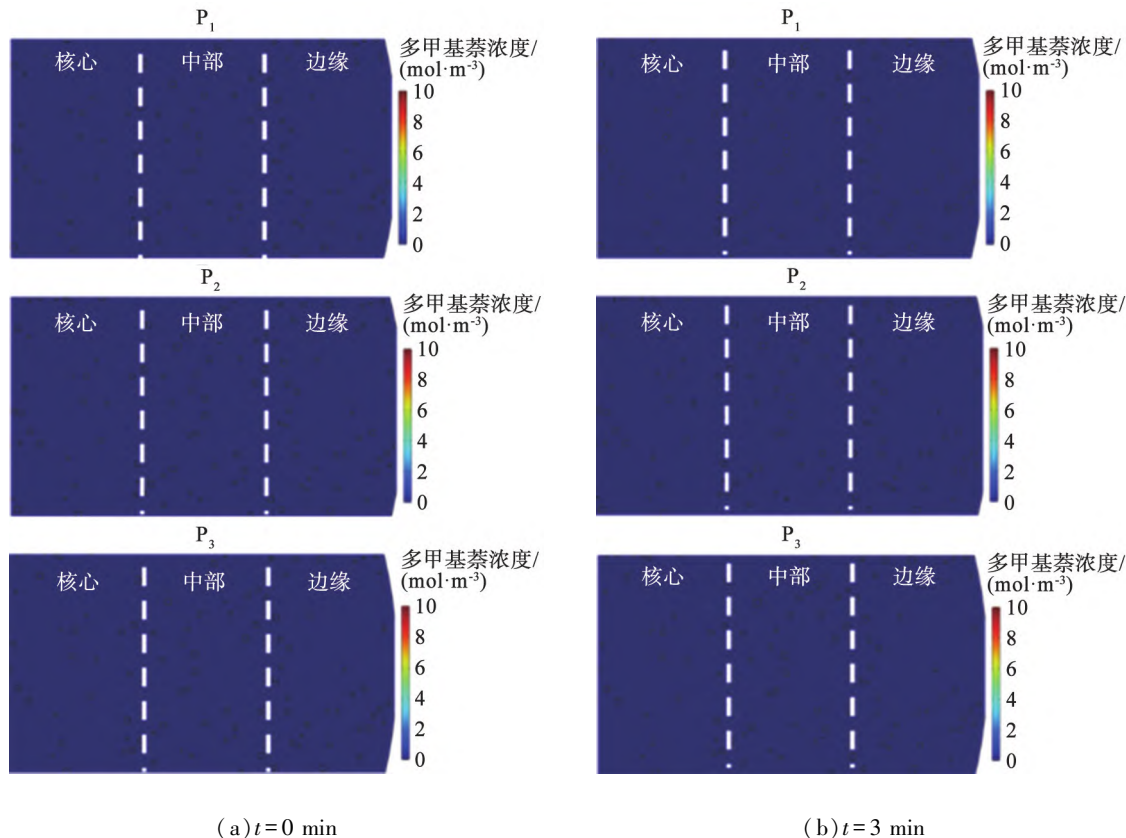 P₁
核心 中部 边缘
多甲基萘浓度/
(mol·m⁻³)
10
8
6
4
2
0
P₂
核心 中部 边缘
多甲基萘浓度/
(mol·m⁻³)
10
8
6
4
2
0
P₃
核心 中部 边缘
多甲基萘浓度/
(mol·m⁻³)
10
8
6
4
2
0
(a) t=0 min
P₁
核心 中部 边缘
多甲基萘浓度/
(mol·m⁻³)
10
8
6
4
2
0
P₂
核心 中部 边缘
多甲基萘浓度/
(mol·m⁻³)
10
8
6
4
2
0
P₃
核心 中部 边缘
多甲基萘浓度/
(mol·m⁻³)
10
8
6
4
2
0
(b) t=3 min